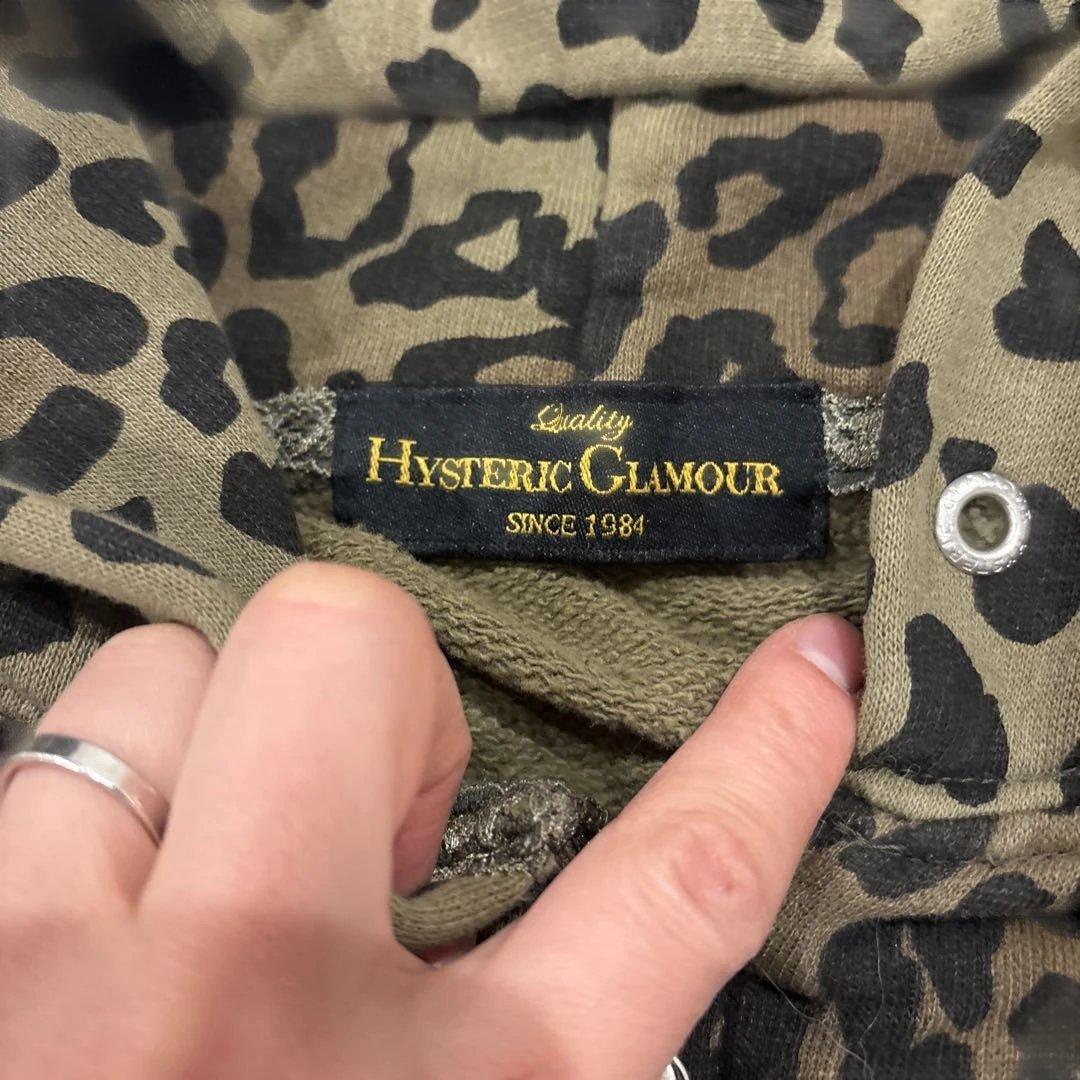 Quality
HYSTERIC GLAMOUR
SINCE 1984